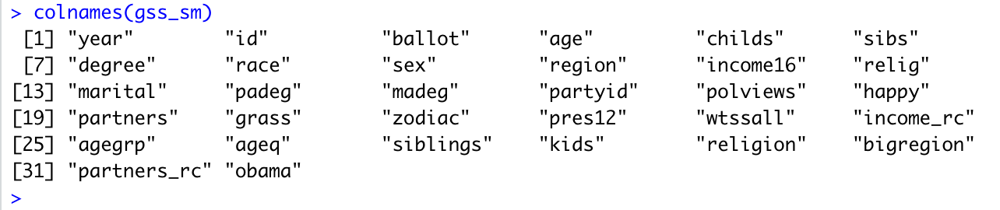 > colnames(gss_sm)
 [1] "year"        "id"          "ballot"      "age"         "childs"      "sibs"
 [7] "degree"      "race"        "sex"         "region"      "income16"    "relig"
[13] "marital"     "padeg"       "madeg"       "partyid"     "polviews"    "happy"
[19] "partners"    "grass"       "zodiac"      "pres12"      "wtssall"     "income_rc"
[25] "agegrp"      "ageq"        "siblings"    "kids"        "religion"    "bigregion"
[31] "partners_rc" "obama"
>